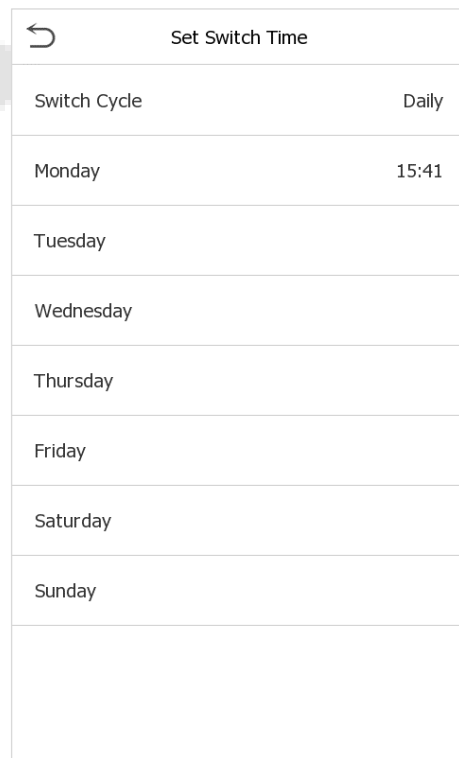 Set Switch Time
Switch Cycle Daily
Monday 15:41
Tuesday
Wednesday
Thursday
Friday
Saturday
Sunday